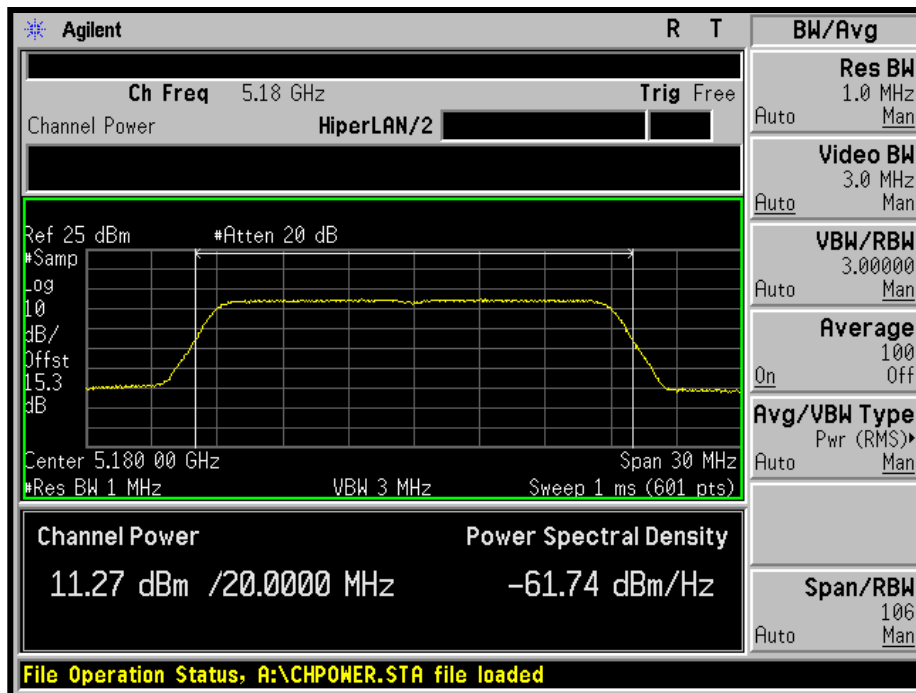 Agilent R T
BW/Avg
Ch Freq 5.18 GHz Trig Free
Channel Power HiperLAN/2
Ref 25 dBm #Atten 20 dB
#Samp
Log
10
dB/
Offst
15.3
dB
Center 5.180 00 GHz Span 30 MHz
#Res BW 1 MHz VBW 3 MHz Sweep 1 ms (601 pts)
Channel Power Power Spectral Density
11.27 dBm /20.0000 MHz -61.74 dBm/Hz
File Operation Status, A:\CHPOWER.STA file loaded
Res BW
1.0 MHz
Auto Man
Video BW
3.0 MHz
Auto Man
VBW/RBW
3.00000
Auto Man
Average
100
On Off
Avg/VBW Type
Pwr (RMS)▸
Auto Man
Span/RBW
106
Auto Man